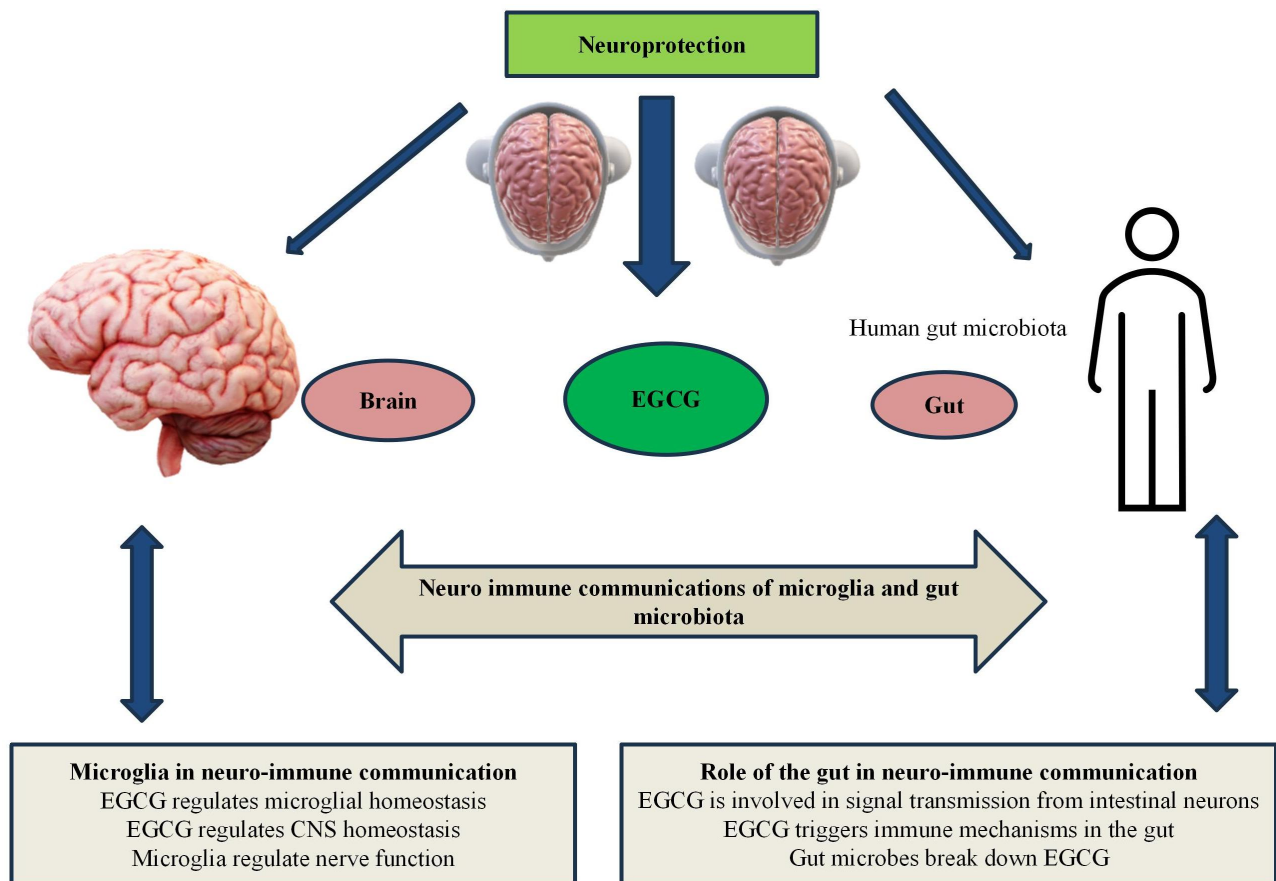 Neuroprotection
Human gut microbiota
Brain
EGCG
Gut
Neuro immune communications of microglia and gut
microbiota
Microglia in neuro-immune communication
EGCG regulates microglial homeostasis
EGCG regulates CNS homeostasis
Microglia regulate nerve function
Role of the gut in neuro-immune communication
EGCG is involved in signal transmission from intestinal neurons
EGCG triggers immune mechanisms in the gut
Gut microbes break down EGCG